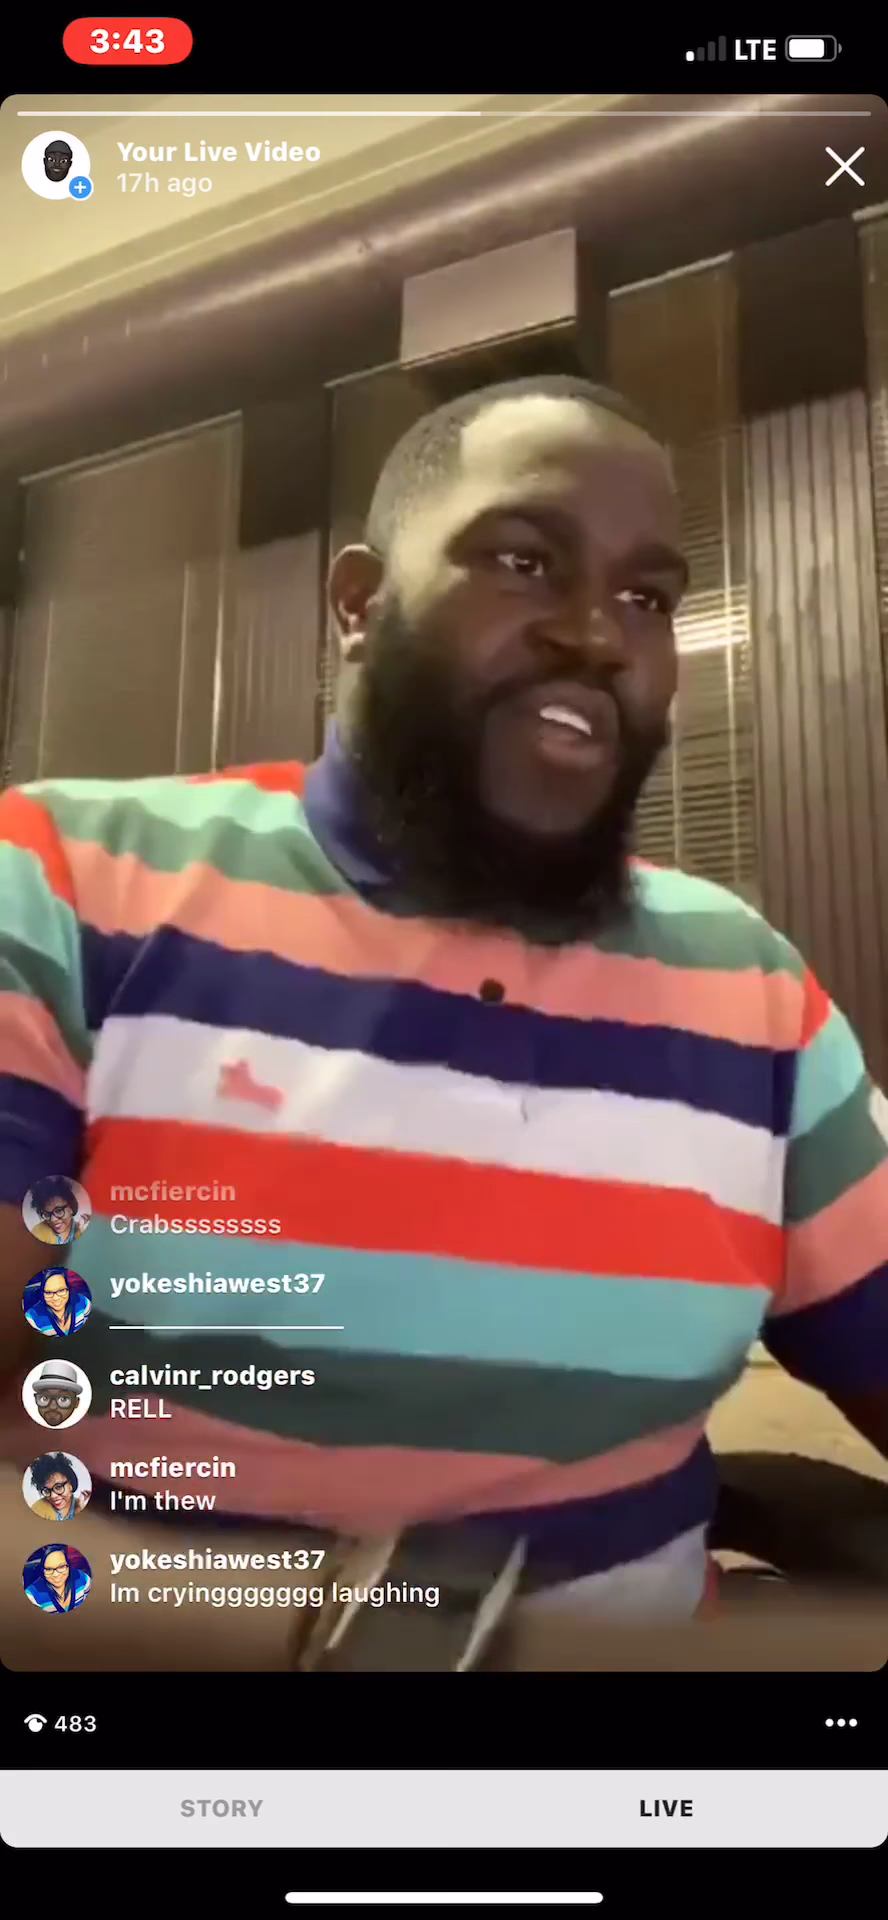 3:43
LTE
Your Live Video
17h ago
mcfiercin
Crabssssssss
yokeshiawest37
calvinr_rodgers
RELL
mcfiercin
I'm thew
yokeshiawest37
Im cryinggggggg laughing
483
STORY
LIVE